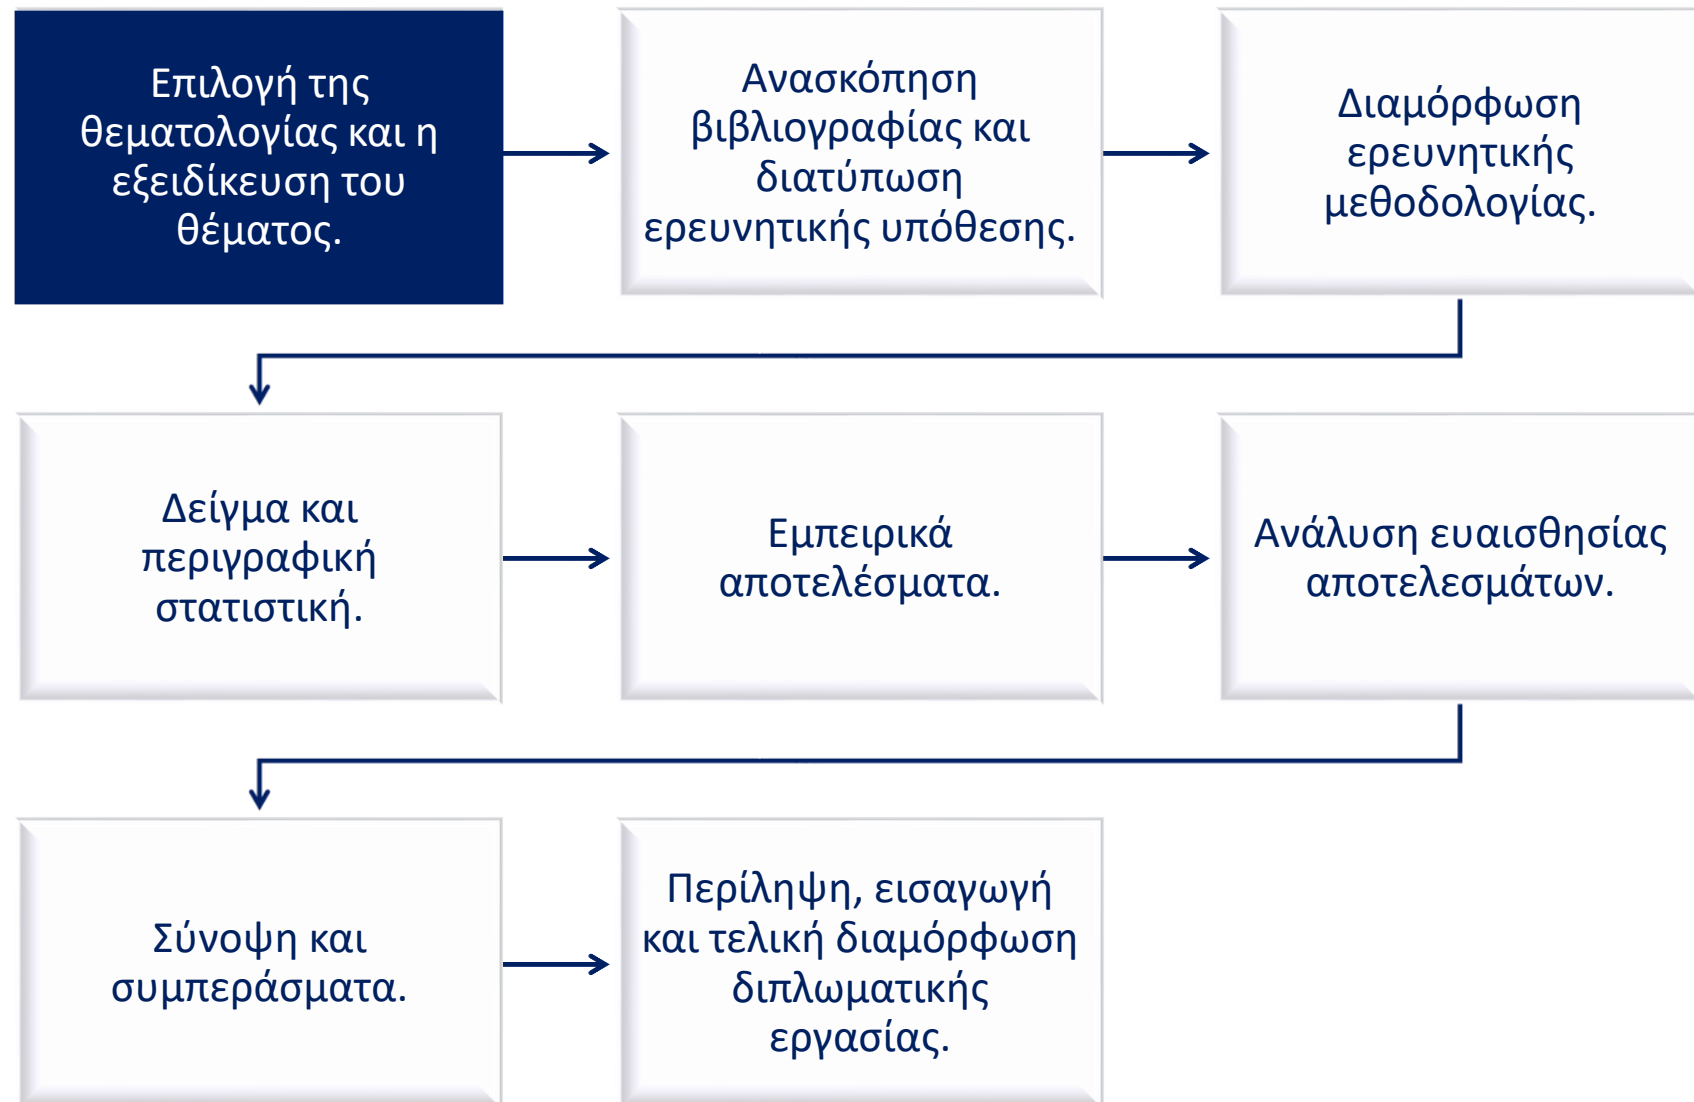 Επιλογή της
θεματολογίας και η
εξειδίκευση του
θέματος.
Ανασκόπηση
βιβλιογραφίας και
διατύπωση
ερευνητικής υπόθεσης.
Διαμόρφωση
ερευνητικής
μεθοδολογίας.
Δείγμα και
περιγραφική
στατιστική.
Εμπειρικά
αποτελέσματα.
Ανάλυση ευαισθησίας
αποτελεσμάτων.
Σύνοψη και
συμπεράσματα.
Περίληψη, εισαγωγή
και τελική διαμόρφωση
διπλωματικής
εργασίας.